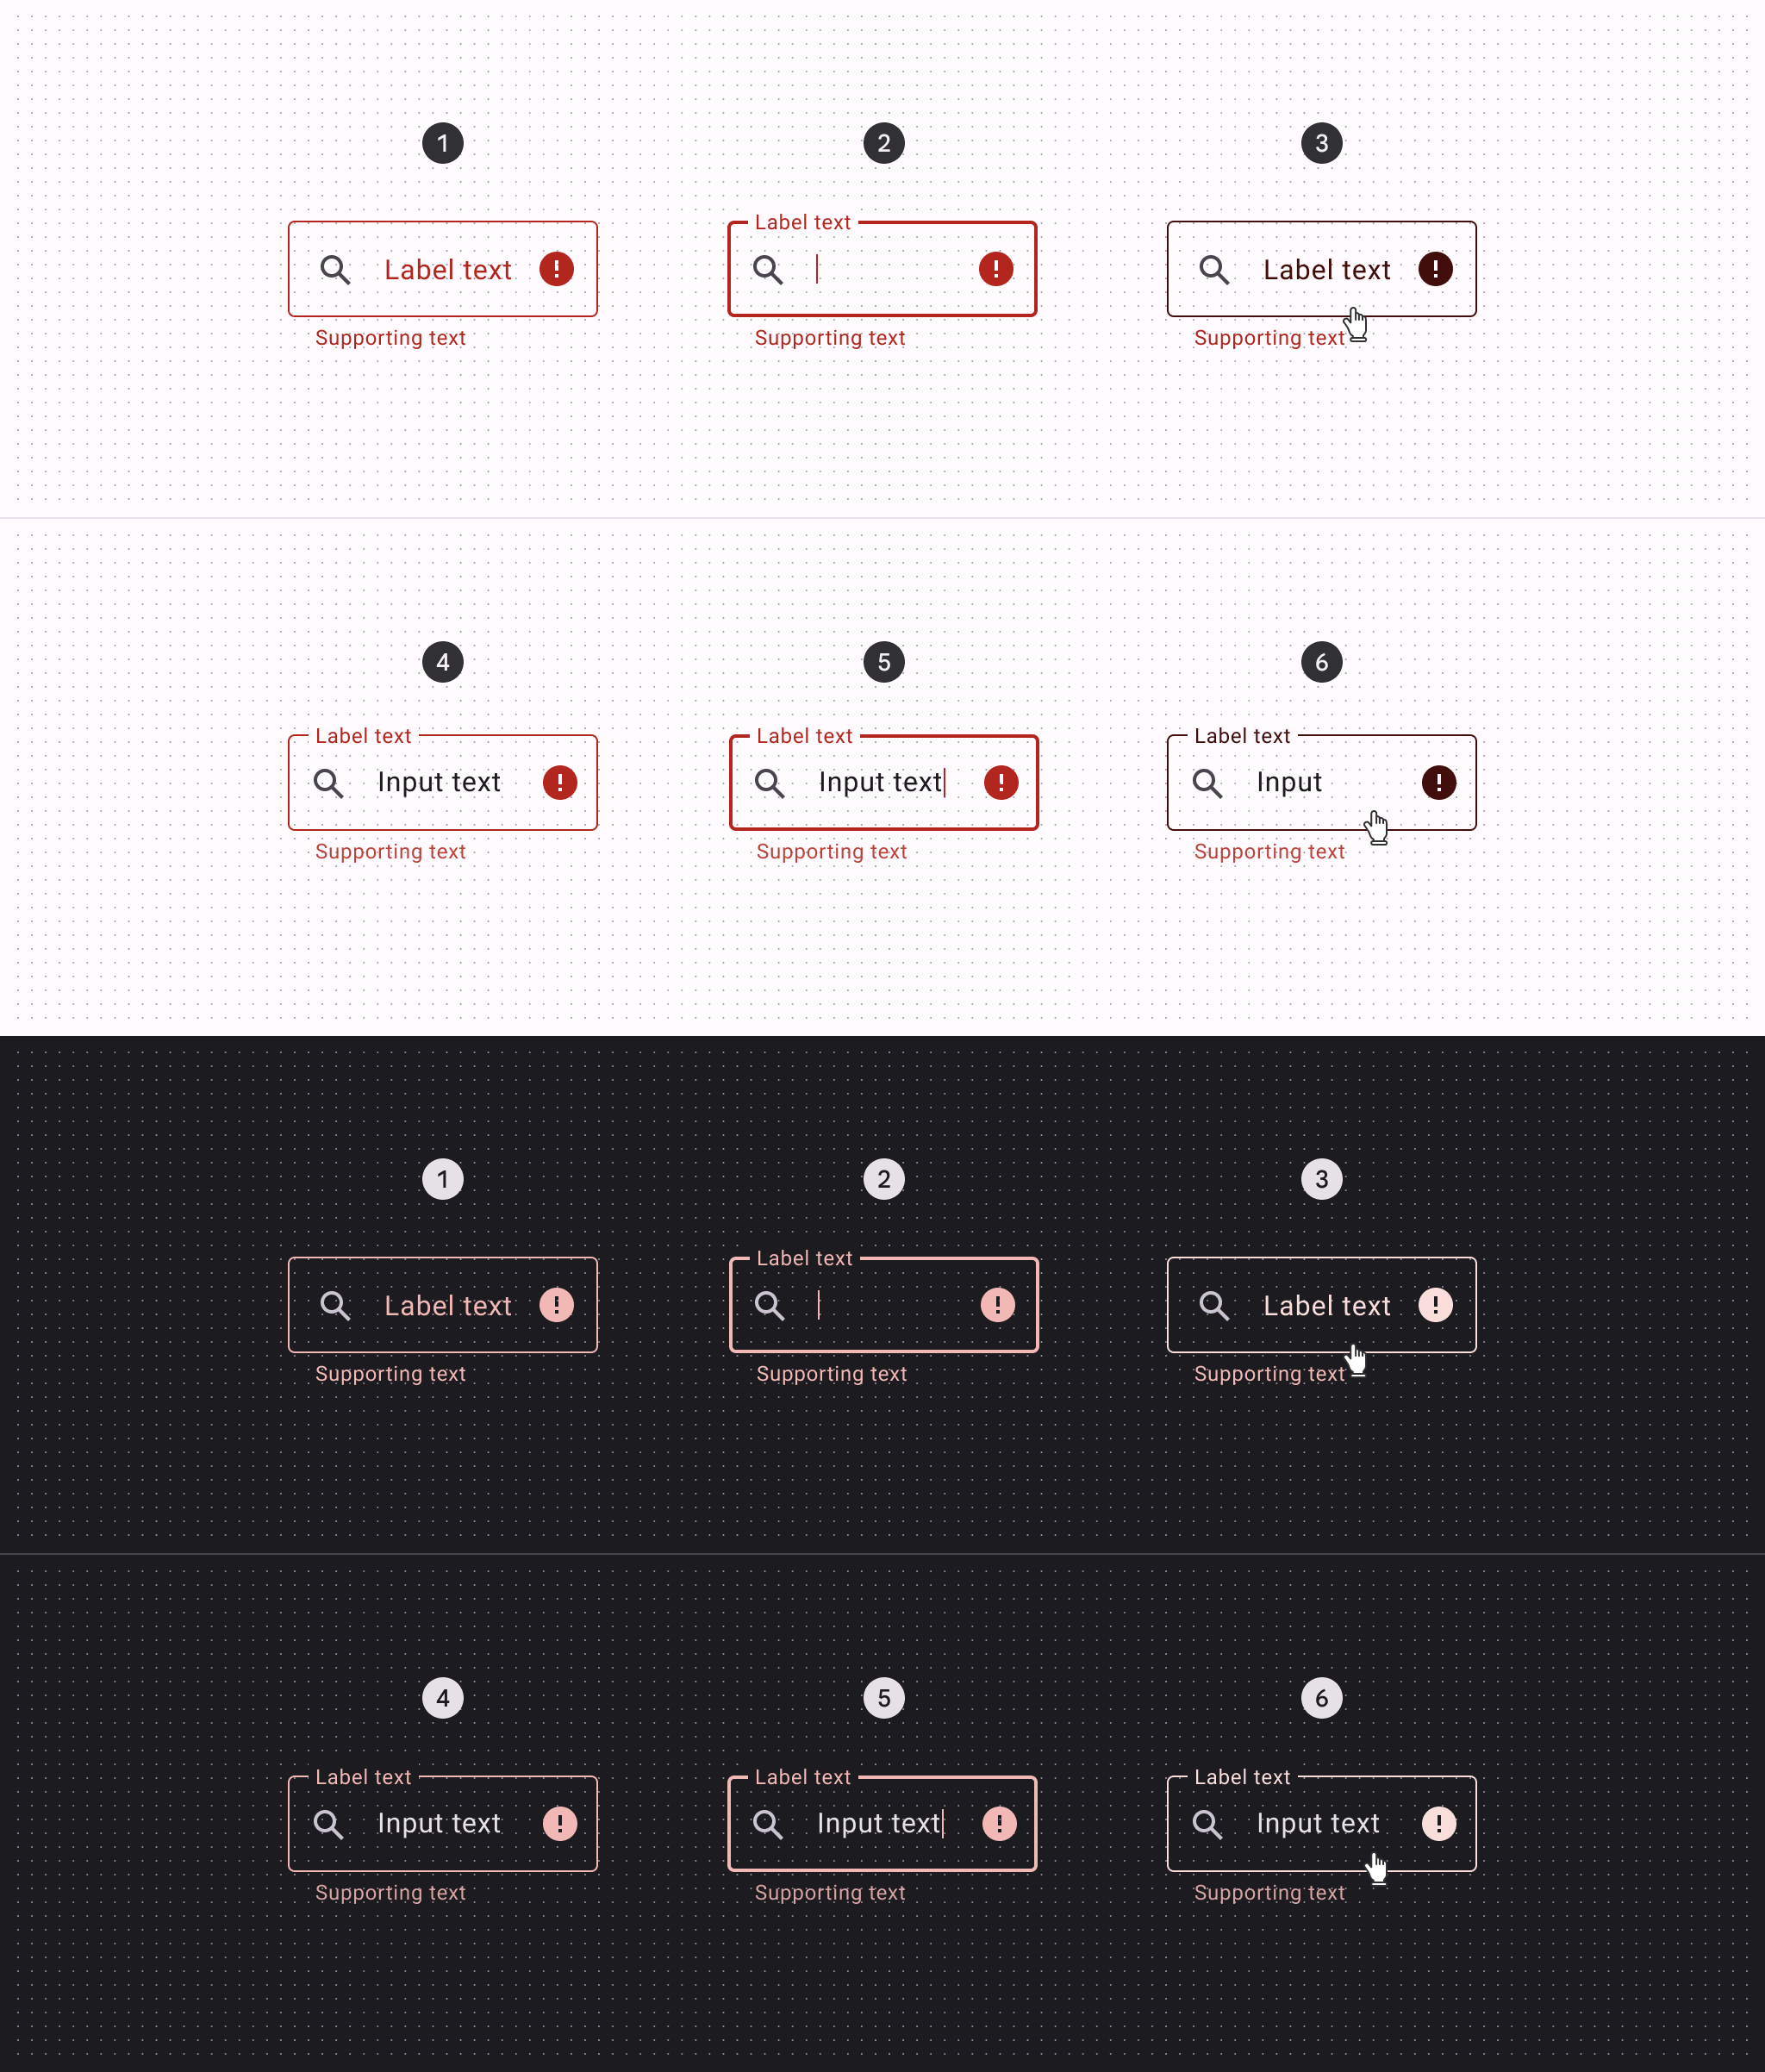 1 2 3
Label text
Label text ! ! Label text !
Supporting text Supporting text Supporting text
4 5 6
Label text Label text Label text
Input text ! Input text ! Input !
Supporting text Supporting text Supporting text
1 2 3
Label text
Label text ! ! Label text !
Supporting text Supporting text Supporting text
4 5 6
Label text Label text Label text
Input text ! Input text ! Input text !
Supporting text Supporting text Supporting text